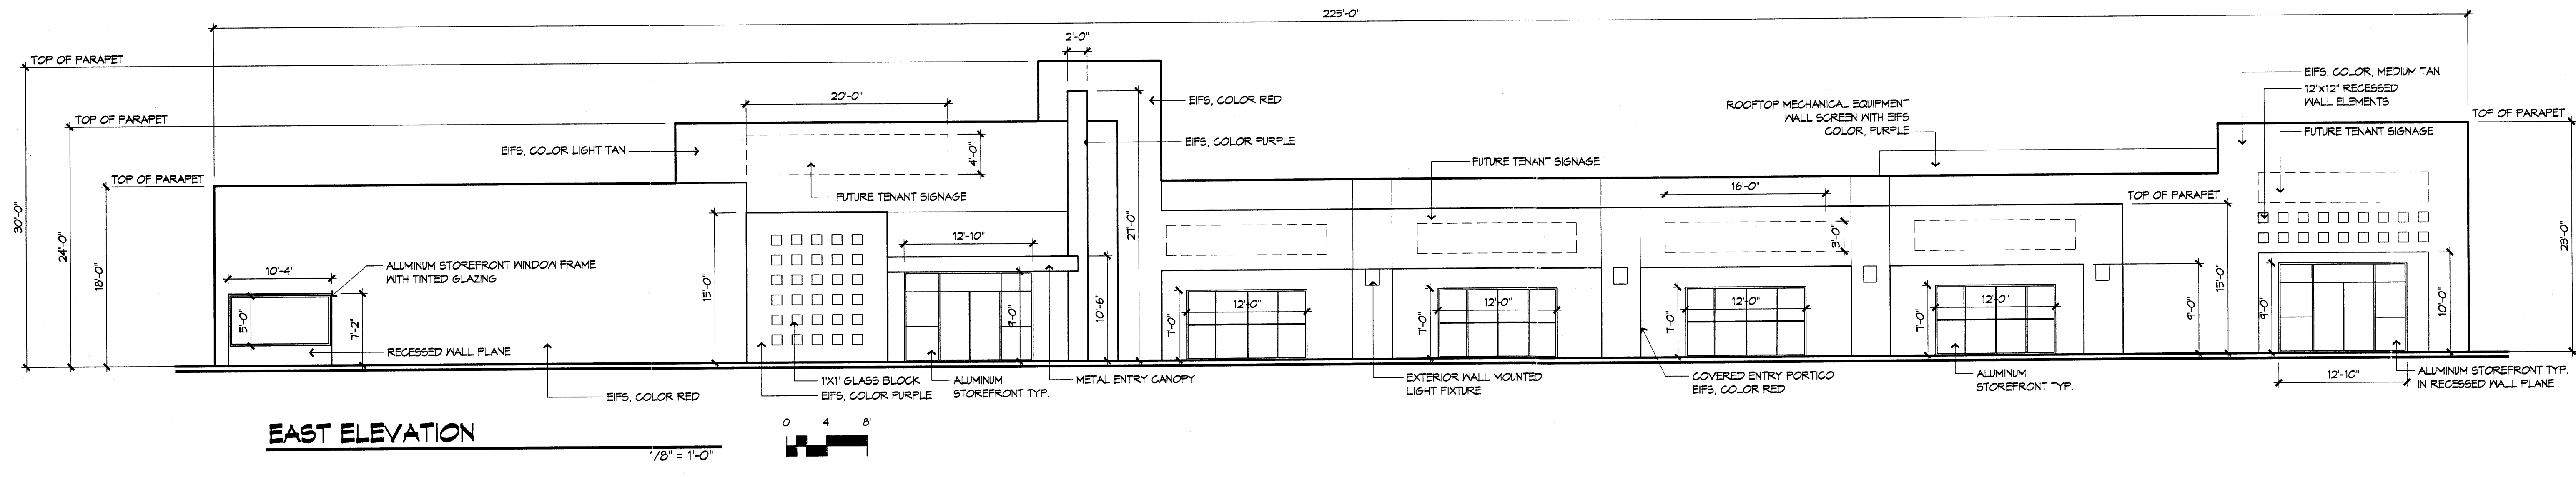 225'-0"
2'-0"
TOP OF PARAPET
30'-0"
TOP OF PARAPET
24'-0"
TOP OF PARAPET
18'-0"
20'-0"
4'-0"
EIFS, COLOR LIGHT TAN
FUTURE TENANT SIGNAGE
EIFS, COLOR RED
EIFS, COLOR PURPLE
27'-0"
ROOFTOP MECHANICAL EQUIPMENT
WALL SCREEN WITH EIFS
COLOR, PURPLE
EIFS. COLOR, MEDIUM TAN
12"x12" RECESSED
WALL ELEMENTS
FUTURE TENANT SIGNAGE
TOP OF PARAPET
23'-0"
FUTURE TENANT SIGNAGE
16'-0"
3'-0"
TOP OF PARAPET
15'-0"
9'-0"
10'-4"
ALUMINUM STOREFRONT WINDOW FRAME
WITH TINTED GLAZING
5'-0"
7'-2"
RECESSED WALL PLANE
15'-0"
12'-10"
9'-0"
10'-6"
7'-0"
12'-0"
7'-0"
12'-0"
7'-0"
12'-0"
7'-0"
12'-0"
9'-0"
10'-0"
12'-10"
EIFS, COLOR RED
1'X1' GLASS BLOCK
EIFS, COLOR PURPLE
ALUMINUM
STOREFRONT TYP.
METAL ENTRY CANOPY
EXTERIOR WALL MOUNTED
LIGHT FIXTURE
COVERED ENTRY PORTICO
EIFS, COLOR RED
ALUMINUM
STOREFRONT TYP.
ALUMINUM STOREFRONT TYP.
IN RECESSED WALL PLANE
EAST ELEVATION
1/8" = 1'-0"
0 4' 8'